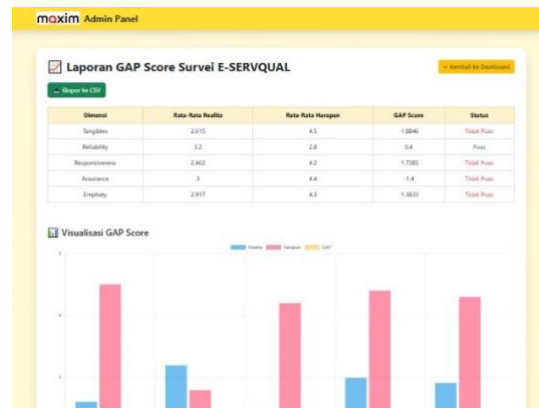 maxim Admin Panel
Laporan GAP Score Survei E-SERVQUAL
Kembali ke Dashboard
Ekspor ke CSV
Dimensi Rata-Rata Realita Rata-Rata Harapan GAP Score Status
Tangibles 2.615 4.5 -1.8846 Tidak Puas
Reliability 3.2 2.8 0.4 Puas
Responsiveness 2.462 4.2 -1.7385 Tidak Puas
Assurance 3 4.4 -1.4 Tidak Puas
Emphaty 2.917 4.3 -1.3833 Tidak Puas
Visualisasi GAP Score
Realita Harapan GAP